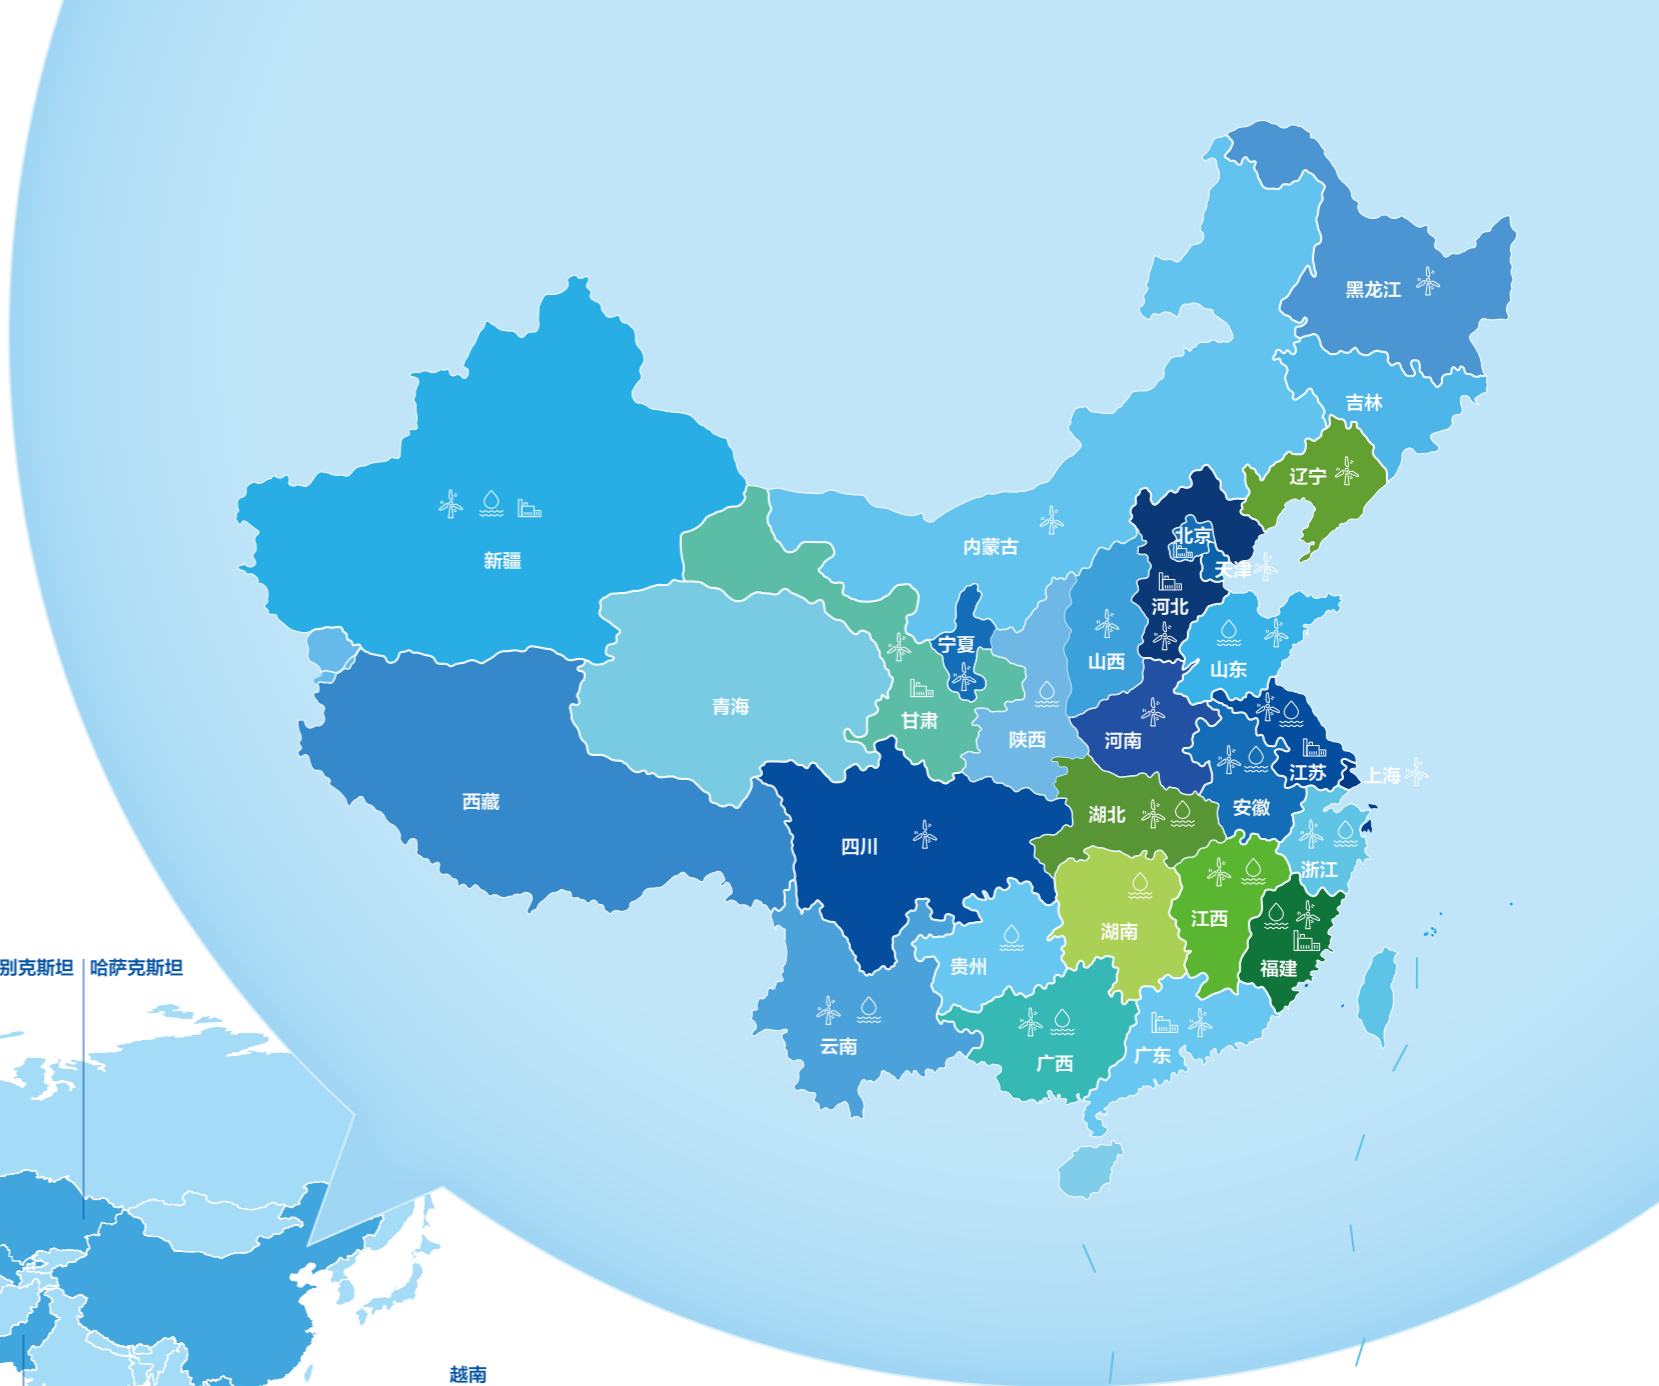 黑龙江
吉林
辽宁
内蒙古
北京
天津
河北
新疆
宁夏
山西
山东
青海
甘肃
陕西
河南
江苏
上海
西藏
安徽
湖北
四川
浙江
湖南
江西
贵州
福建
云南
广西
广东
别克斯坦
哈萨克斯坦
越南